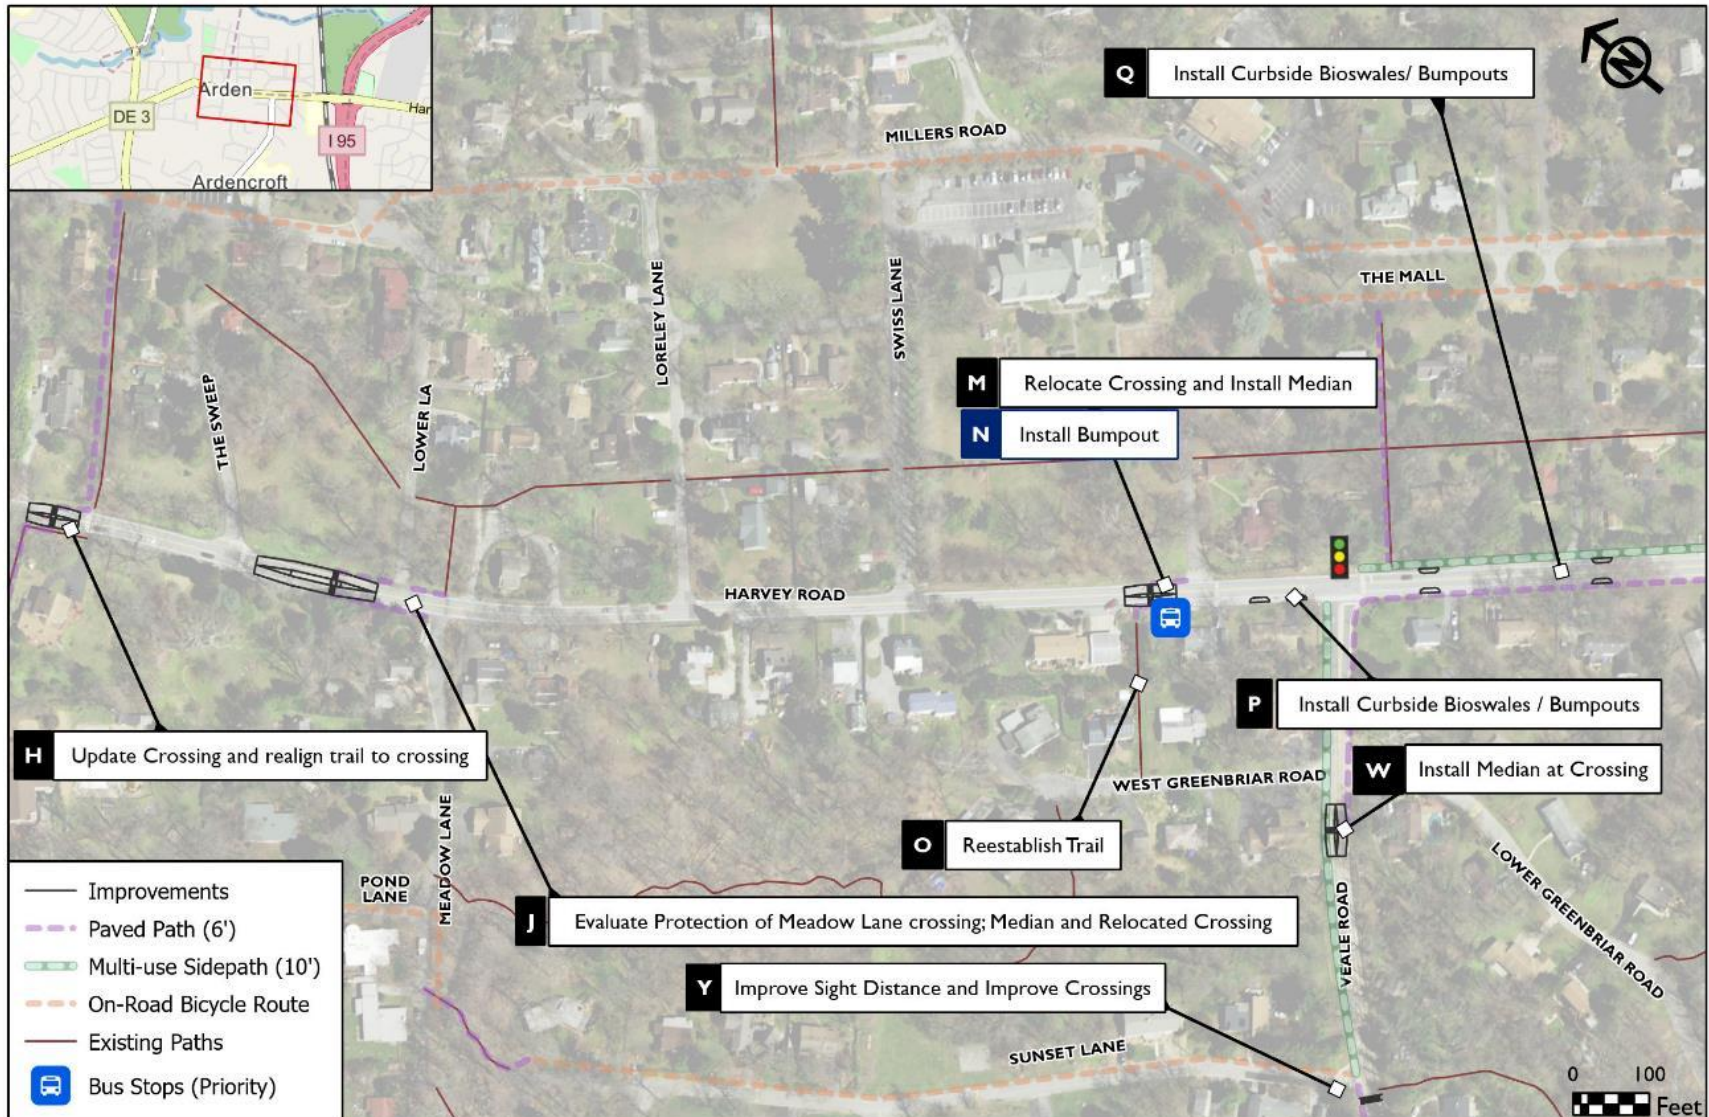 Arden
DE 3
Har
I 95
Ardencroft
N
Q Install Curbside Bioswales/ Bumpouts
MILLERS ROAD
THE MALL
LORELEY LANE
SWISS LANE
THE SWEEP
LOWER LA
M Relocate Crossing and Install Median
N Install Bumpout
HARVEY ROAD
P Install Curbside Bioswales / Bumpouts
H Update Crossing and realign trail to crossing
W Install Median at Crossing
WEST GREENBRIAR ROAD
O Reestablish Trail
MEADOW LANE
POND
LANE
J Evaluate Protection of Meadow Lane crossing; Median and Relocated Crossing
VEALE ROAD
LOWER GREENBRIAR ROAD
Y Improve Sight Distance and Improve Crossings
SUNSET LANE
Improvements
Paved Path (6')
Multi-use Sidepath (10')
On-Road Bicycle Route
Existing Paths
Bus Stops (Priority)
0 100
Feet